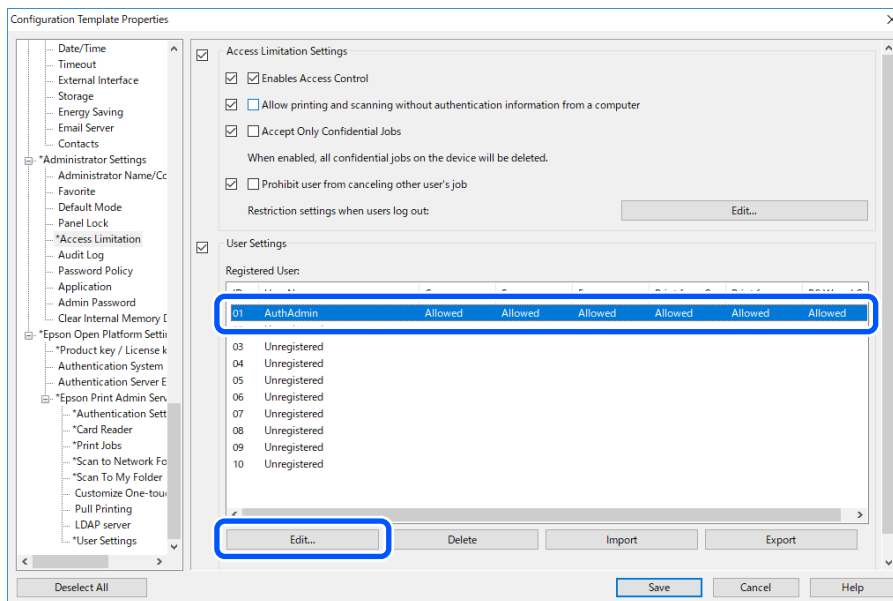 Configuration Template Properties
Date/Time
Timeout
External Interface
Storage
Energy Saving
Email Server
Contacts
*Administrator Settings
Administrator Name/Cc
Favorite
Default Mode
Panel Lock
*Access Limitation
Audit Log
Password Policy
Application
Admin Password
Clear Internal Memory D
*Epson Open Platform Settin
*Product key / License k
Authentication System
Authentication Server E
*Epson Print Admin Serv
*Authentication Sett
*Card Reader
*Print Jobs
*Scan to Network Fo
*Scan To My Folder
Customize One-touc
Pull Printing
LDAP server
*User Settings
Access Limitation Settings
Enables Access Control
Allow printing and scanning without authentication information from a computer
Accept Only Confidential Jobs
When enabled, all confidential jobs on the device will be deleted.
Prohibit user from canceling other user's job
Restriction settings when users log out:
Edit...
User Settings
Registered User:
01 AuthAdmin Allowed Allowed Allowed Allowed Allowed Allowed
03 Unregistered
04 Unregistered
05 Unregistered
06 Unregistered
07 Unregistered
08 Unregistered
09 Unregistered
10 Unregistered
Edit... Delete Import Export
Deselect All Save Cancel Help